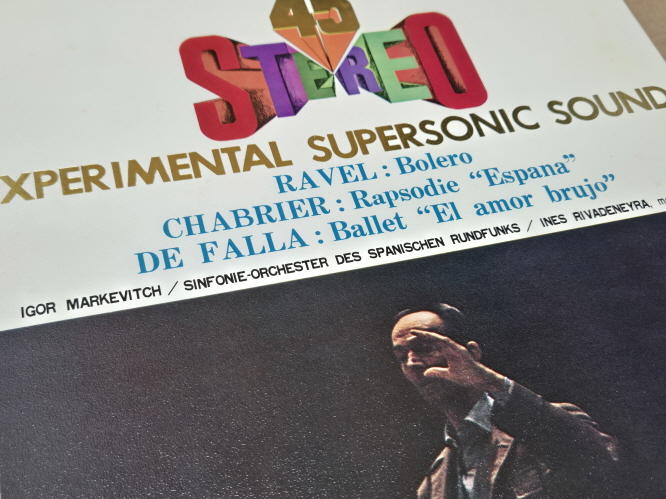 45
STEREO
XPERIMENTAL SUPERSONIC SOUND
RAVEL : Bolero
CHABRIER : Rapsodie “Espana”
DE FALLA : Ballet “El amor brujo”
IGOR MARKEVITCH / SINFONIE-ORCHESTER DES SPANISCHEN RUNDFUNKS / INES RIVADENEYRA,